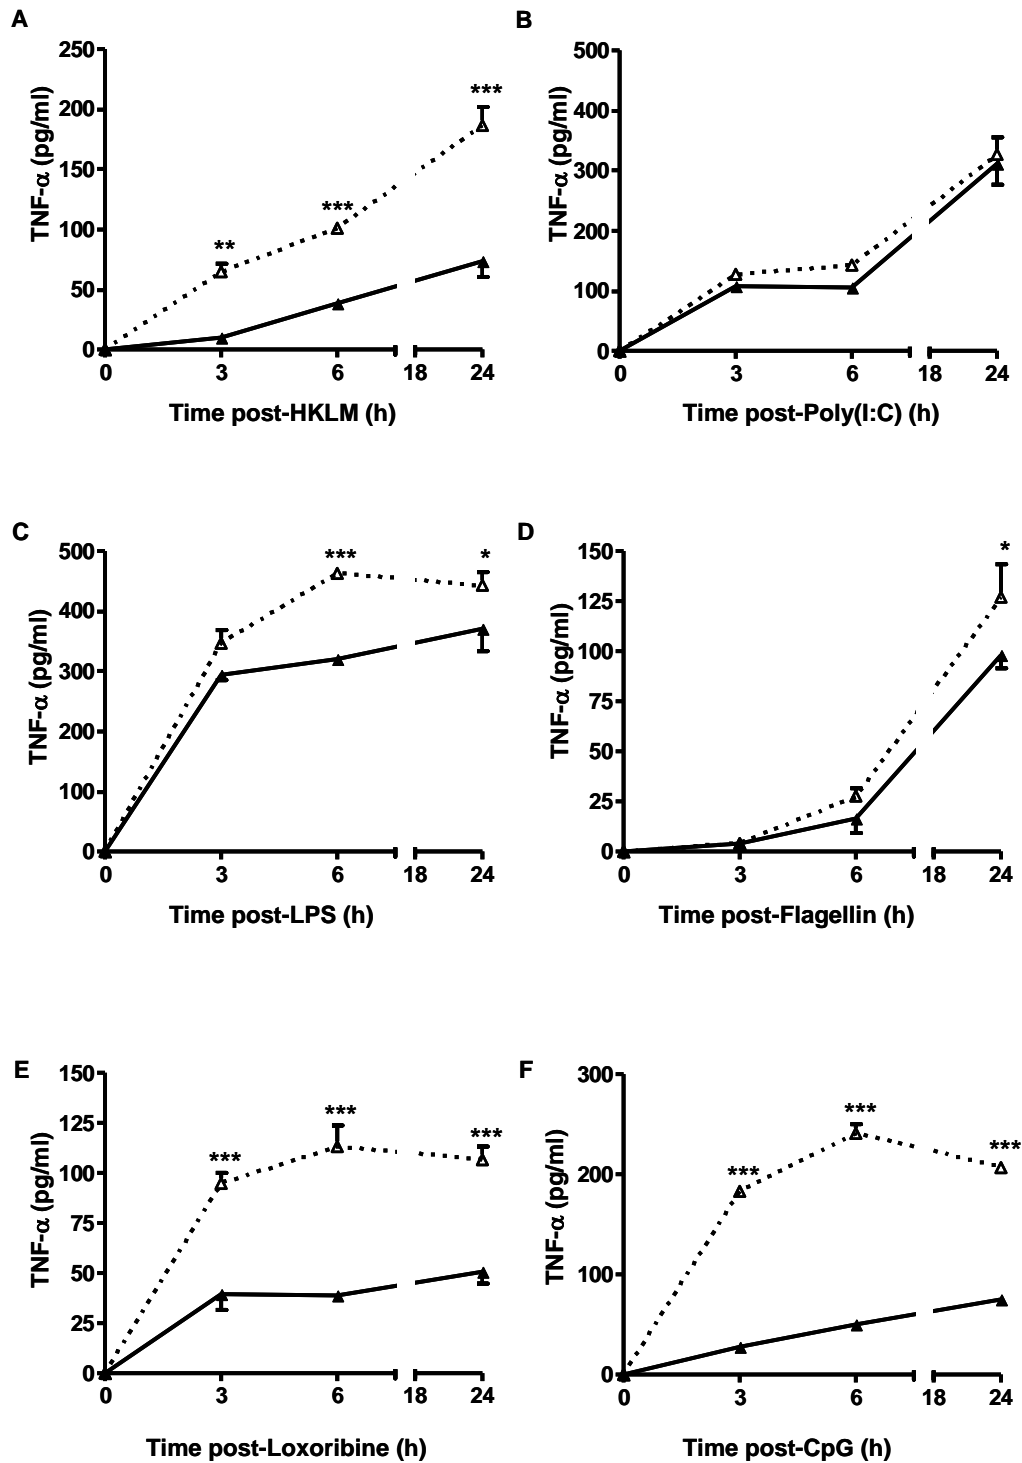 A
TNF-α (pg/ml)
250
200
150
100
50
0
**
***
***
0 3 6 18 24
Time post-HKLM (h)
B
TNF-α (pg/ml)
500
400
300
200
100
0
0 3 6 18 24
Time post-Poly(I:C) (h)
C
TNF-α (pg/ml)
500
400
300
200
100
0
***
*
0 3 6 18 24
Time post-LPS (h)
D
TNF-α (pg/ml)
150
125
100
75
50
25
0
*
0 3 6 18 24
Time post-Flagellin (h)
E
TNF-α (pg/ml)
150
125
100
75
50
25
0
***
***
***
0 3 6 18 24
Time post-Loxoribine (h)
F
TNF-α (pg/ml)
300
200
100
0
***
***
***
0 3 6 18 24
Time post-CpG (h)